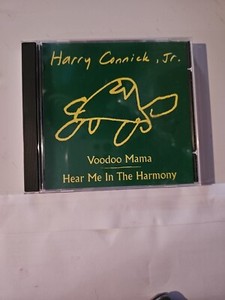 Harry Connick, Jr.
Voodoo Mama
Hear Me In The Harmony